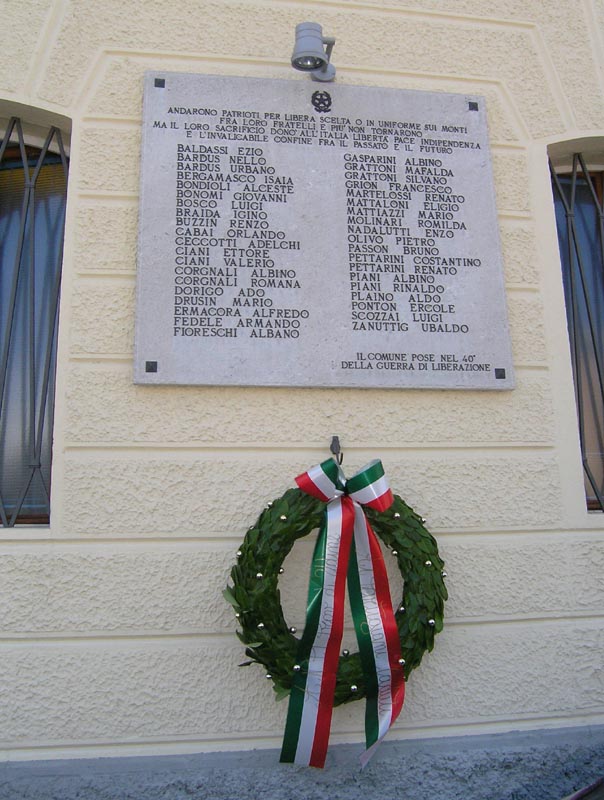 ANDARONO PATRIOTI PER LIBERA SCELTA O IN UNIFORME SUI MONTI
FRA LORO FRATELLI E PIU' NON TORNARONO
MA IL LORO SACRIFICIO DONO' ALL'ITALIA LIBERTÀ PACE INDIPENDENZA
E L'INVALICABILE CONFINE FRA IL PASSATO E IL FUTURO
BALDASSI EZIO
BARDUS NELLO
BARDUS URBANO
BERGAMASCO ISAIA
BONDIOLI ALCESTE
BONOMI GIOVANNI
BOSCO LUIGI
BRAIDA IGINO
BUZZIN RENZO
CABAI ORLANDO
CECCOTTI ADELCHI
CIANI ETTORE
CIANI VALERIO
CORGNALI ALBINO
CORGNALI ROMANA
DORIGO ADO
DRUSIN MARIO
ERMACORA ALFREDO
FEDELE ARMANDO
FIORESCHI ALBANO
GASPARINI ALBINO
GRATTONI MAFALDA
GRATTONI SILVANO
GRION FRANCESCO
MARTELOSSI RENATO
MATTALONI ELIGIO
MATTIAZZI MARIO
MOLINARI ROMILDA
NADALUTTI ENZO
OLIVO PIETRO
PASSON BRUNO
PETTARINI COSTANTINO
PETTARINI RENATO
PIANI ALBINO
PIANI RINALDO
PLAINO ALDO
PONTON ERCOLE
SCOZZAI LUIGI
ZANUTTIG UBALDO
IL COMUNE POSE NEL 40°
DELLA GUERRA DI LIBERAZIONE